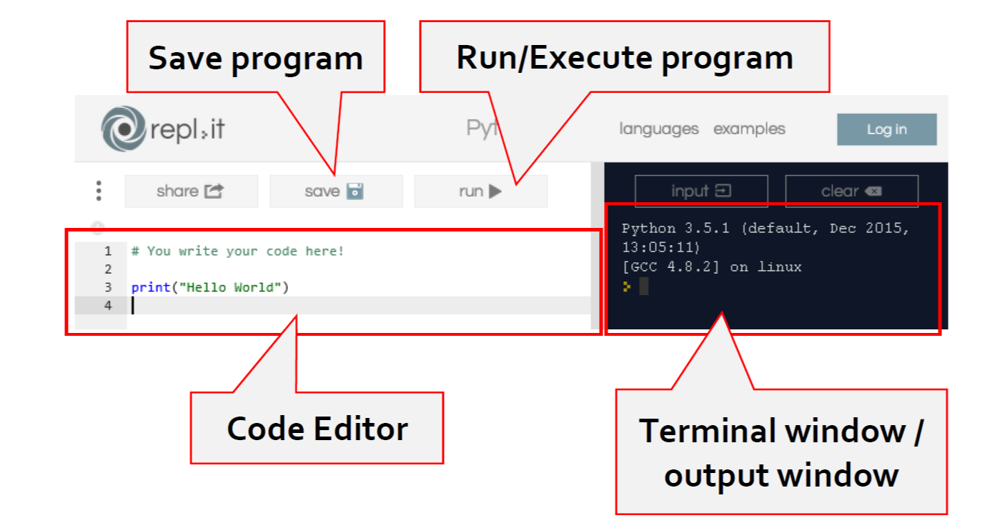 Save program
Run/Execute program
repl.it
languages examples
Log in
share
save
run
input
clear
1 # You write your code here!
2
3 print("Hello World")
4
Python 3.5.1 (default, Dec 2015,
13:05:11)
[GCC 4.8.2] on linux
Code Editor
Terminal window /
output window